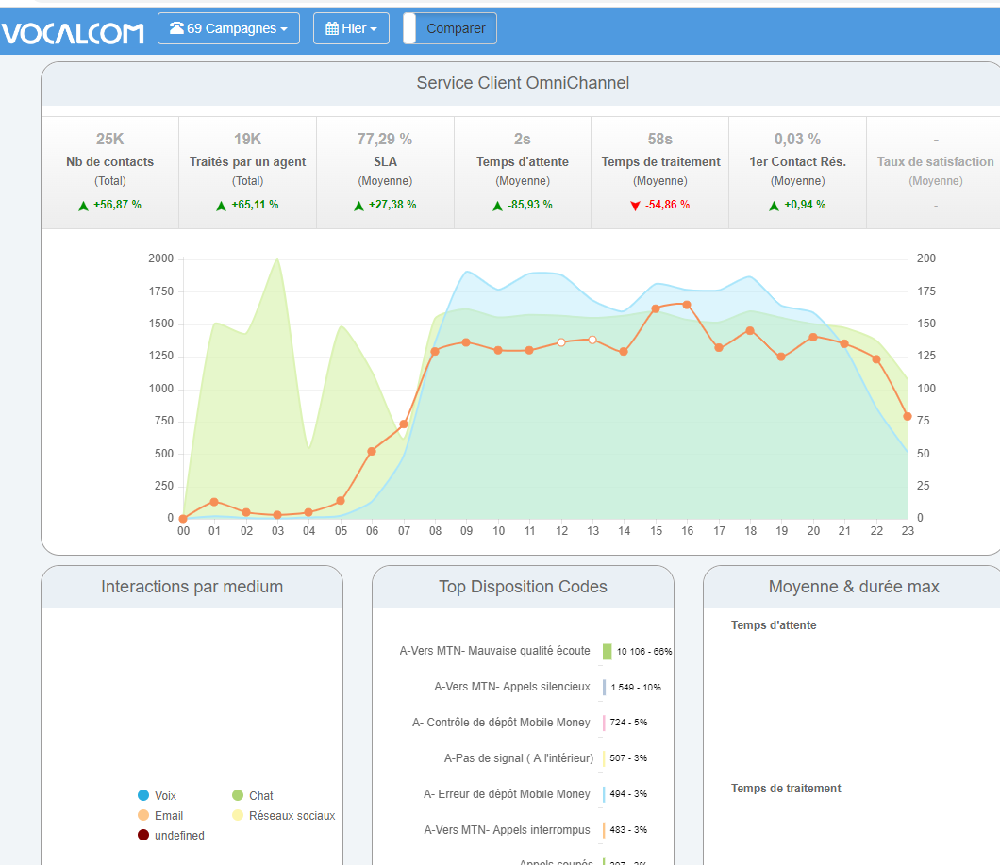 VOCALCOM 69 Campagnes Hier Comparer
Service Client OmniChannel
25K 19K 77,29 % 2s 58s 0,03 % -
Nb de contacts Traités par un agent SLA Temps d'attente Temps de traitement 1er Contact Rés. Taux de satisfaction
(Total) (Total) (Moyenne) (Moyenne) (Moyenne) (Moyenne) (Moyenne)
+56,87 % +65,11 % +27,38 % -85,93 % -54,86 % +0,94 % -
2000 200
1750 175
1500 150
1250 125
1000 100
750 75
500 50
250 25
0 0
00 01 02 03 04 05 06 07 08 09 10 11 12 13 14 15 16 17 18 19 20 21 22 23
Interactions par medium
Voix Chat
Email Réseaux sociaux
undefined
Top Disposition Codes
A-Vers MTN- Mauvaise qualité écoute 10 106 - 66%
A-Vers MTN- Appels silencieux 1 549 - 10%
A- Contrôle de dépôt Mobile Money 724 - 5%
A-Pas de signal ( A l'intérieur) 507 - 3%
A- Erreur de dépôt Mobile Money 494 - 3%
A-Vers MTN- Appels interrompus 483 - 3%
Appels coupés
Moyenne & durée max
Temps d'attente
Temps de traitement